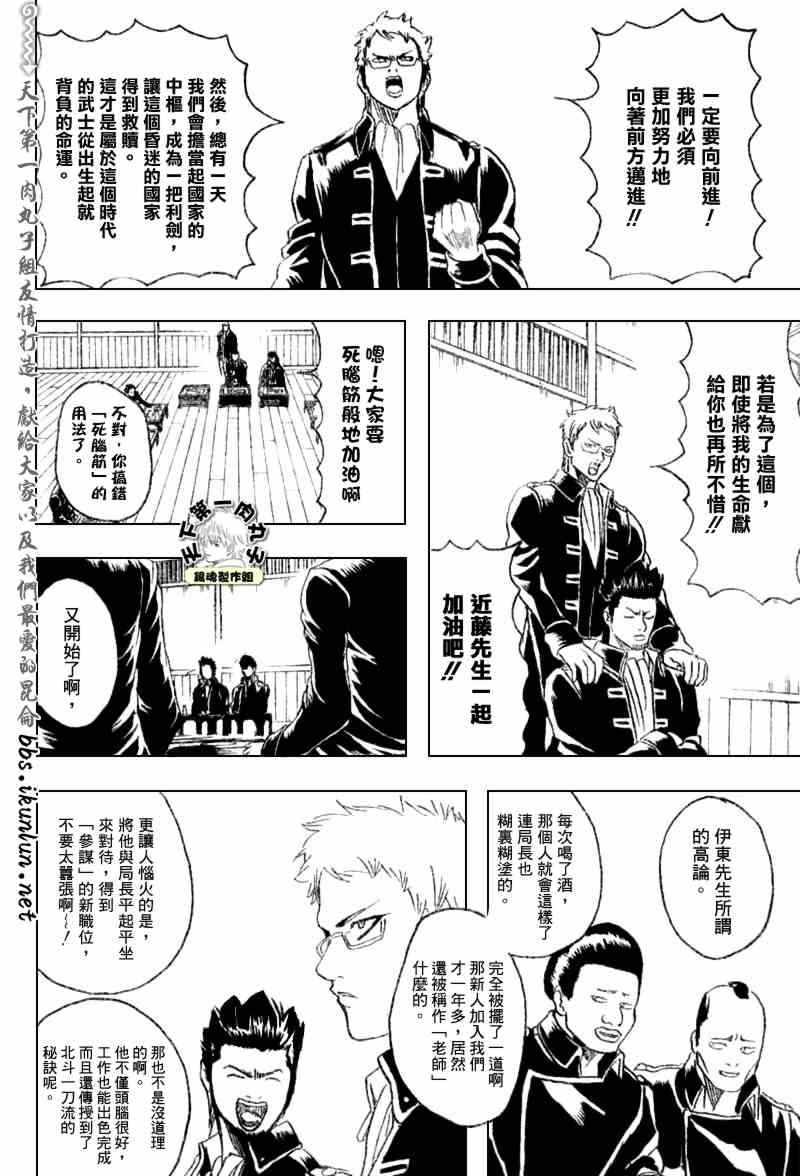 一定要向前進！
我們必須
更加努力地
向著前方邁進!!
然後，總有一天
我們會擔當起國家的
中樞，成為一把利劍，
讓這個昏迷的國家
得到救贖。
這才是屬於這個時代
的武士從出生起就
背負的命運。
若是為了這個，
即使將我的生命獻
給你也再所不惜!!
近藤先生一起
加油吧!!
嗯！大家要
死腦筋般地加油啊
不對，你搞錯
「死腦筋」的
用法了。
又開始了啊，
伊東先生所謂
的高論。
每次喝了酒，
那個人就會這樣了
連局長也
糊裏糊塗的。
完全被擺了一道啊
那新人加入我們
才一年多，居然
還被稱作「老師」
什麼的。
更讓人惱火的是，
將他與局長平起平坐
來對待，得到
「參謀」的新職位，
不要太囂張啊～！
那也不是沒道理
的啊。
他不僅頭腦很好，
工作也能出色完成
而且還傳授到了
北斗一刀流的
秘訣呢。
天下第一肉丸子
銀魂製作組
天下第一肉丸子組友情打造，獻給大家以及我們最愛的昆侖 bbs.ikunlun.net